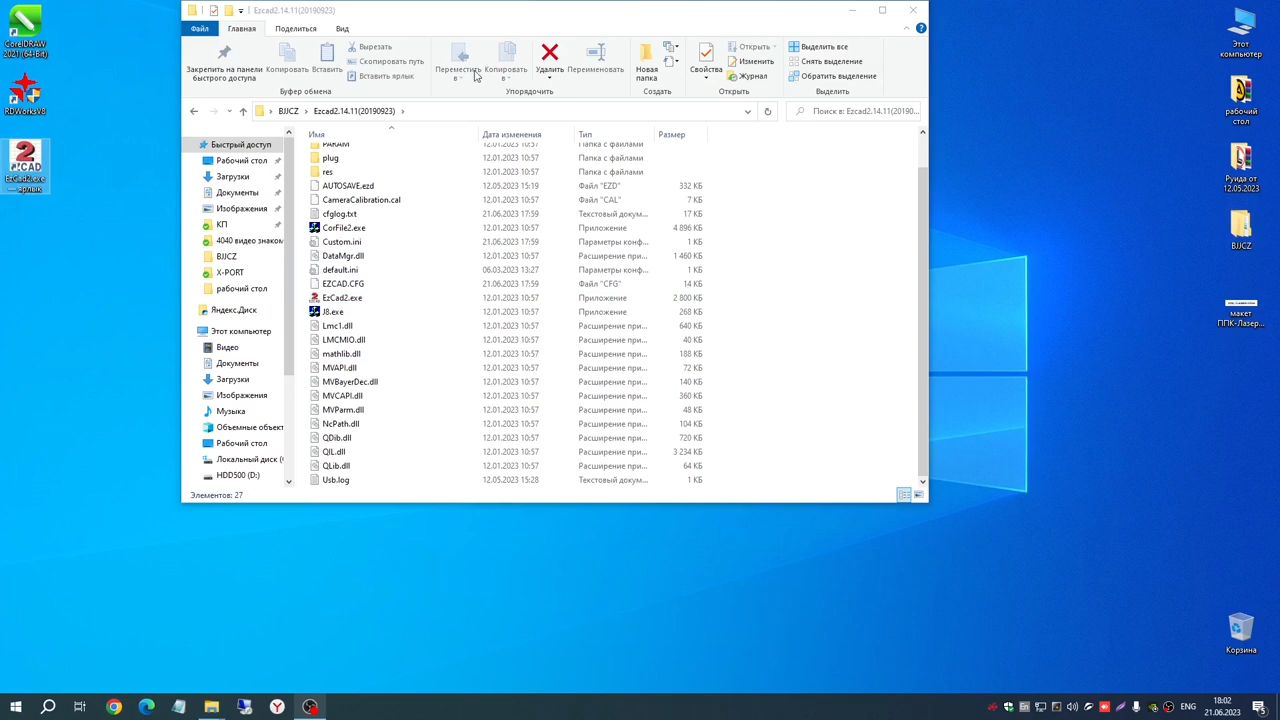 Ezcad2.14.11(20190923)
Файл
Главная
Поделиться
Вид
Закрепить на панели
быстрого доступа
Копировать
Вставить
Вырезать
Скопировать путь
Вставить ярлык
Буфер обмена
Переместить
в
Копировать
в
Удалить
Переименовать
Упорядочить
Новая
папка
Создать
Свойства
Открыть
Изменить
Журнал
Открыть
Выделить все
Снять выделение
Обратить выделение
Выделить
BJJCZ
Ezcad2.14.11(20190923)
Поиск в: Ezcad2.14.11(20190...
Имя
Дата изменения
Тип
Размер
PARAM 12.01.2023 10:57 Папка с файлами
plug 12.01.2023 10:57 Папка с файлами
res 12.01.2023 10:57 Папка с файлами
AUTOSAVE.ezd 12.05.2023 15:19 Файл "EZD" 332 КБ
CameraCalibration.cal 12.01.2023 10:57 Файл "CAL" 7 КБ
cfglog.txt 21.06.2023 17:59 Текстовый докум... 17 КБ
CorFile2.exe 12.01.2023 10:57 Приложение 4 896 КБ
Custom.ini 21.06.2023 17:59 Параметры конф... 1 КБ
DataMgr.dll 12.01.2023 10:57 Расширение при... 1 460 КБ
default.ini 06.03.2023 13:27 Параметры конф... 1 КБ
EZCAD.CFG 21.06.2023 17:59 Файл "CFG" 14 КБ
EzCad2.exe 12.01.2023 10:57 Приложение 2 800 КБ
J8.exe 12.01.2023 10:57 Приложение 268 КБ
Lmc1.dll 12.01.2023 10:57 Расширение при... 640 КБ
LMCMIO.dll 12.01.2023 10:57 Расширение при... 40 КБ
mathlib.dll 12.01.2023 10:57 Расширение при... 188 КБ
MVAPI.dll 12.01.2023 10:57 Расширение при... 72 КБ
MVBayerDec.dll 12.01.2023 10:57 Расширение при... 140 КБ
MVCAPI.dll 12.01.2023 10:57 Расширение при... 360 КБ
MVParm.dll 12.01.2023 10:57 Расширение при... 48 КБ
NcPath.dll 12.01.2023 10:57 Расширение при... 104 КБ
QDib.dll 12.01.2023 10:57 Расширение при... 720 КБ
QIL.dll 12.01.2023 10:57 Расширение при... 3 234 КБ
QLib.dll 12.01.2023 10:57 Расширение при... 64 КБ
Usb.log 12.05.2023 15:28 Текстовый докум... 1 КБ
Быстрый доступ
Рабочий стол
Загрузки
Документы
Изображения
КП
4040 видео знаком
BJJCZ
X-PORT
рабочий стол
Яндекс.Диск
Этот компьютер
Видео
Документы
Загрузки
Изображения
Музыка
Объемные объект
Рабочий стол
Локальный диск (
HDD500 (D:)
Элементов: 27
CorelDRAW
2020 (64-Bit)
RDWorksV8
2
CAD
Ezcad2.exe
— ярлык
Этот
компьютер
рабочий
стол
Руида от
12.05.2023
BJJCZ
макет
ППК-Лазер...
Корзина
18:02
21.06.2023